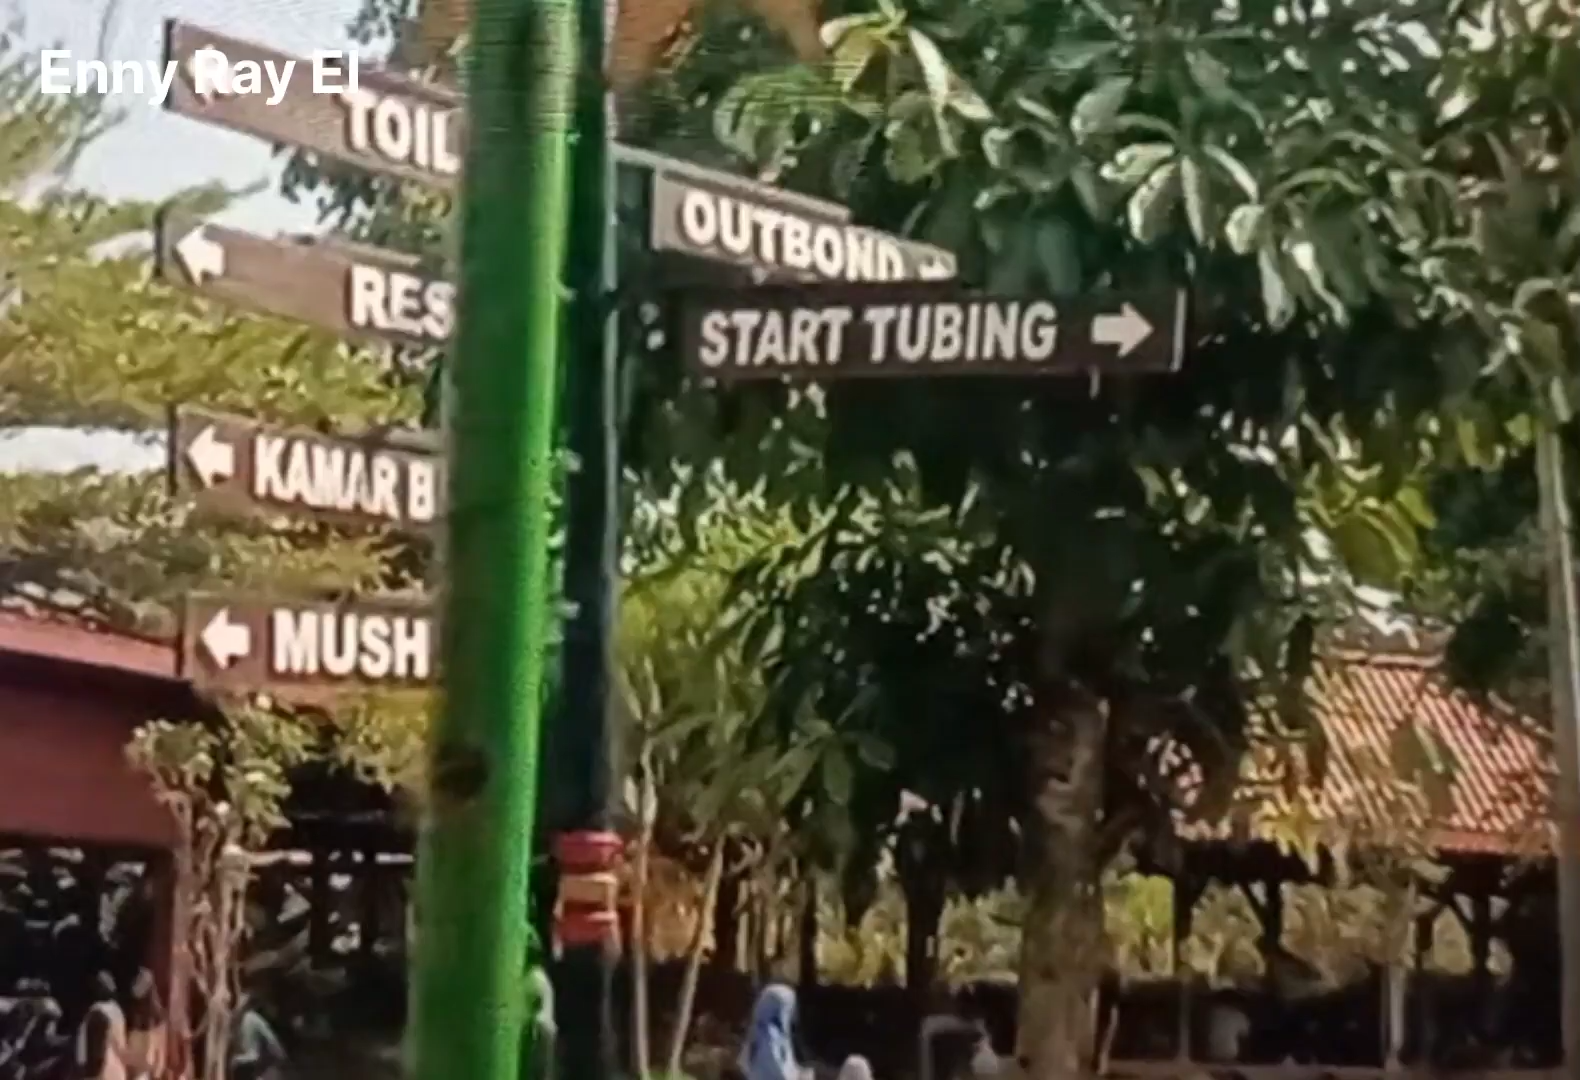 Enny Ray El
TOIL
OUTBOND
RES
START TUBING
KAMAR B
MUSH